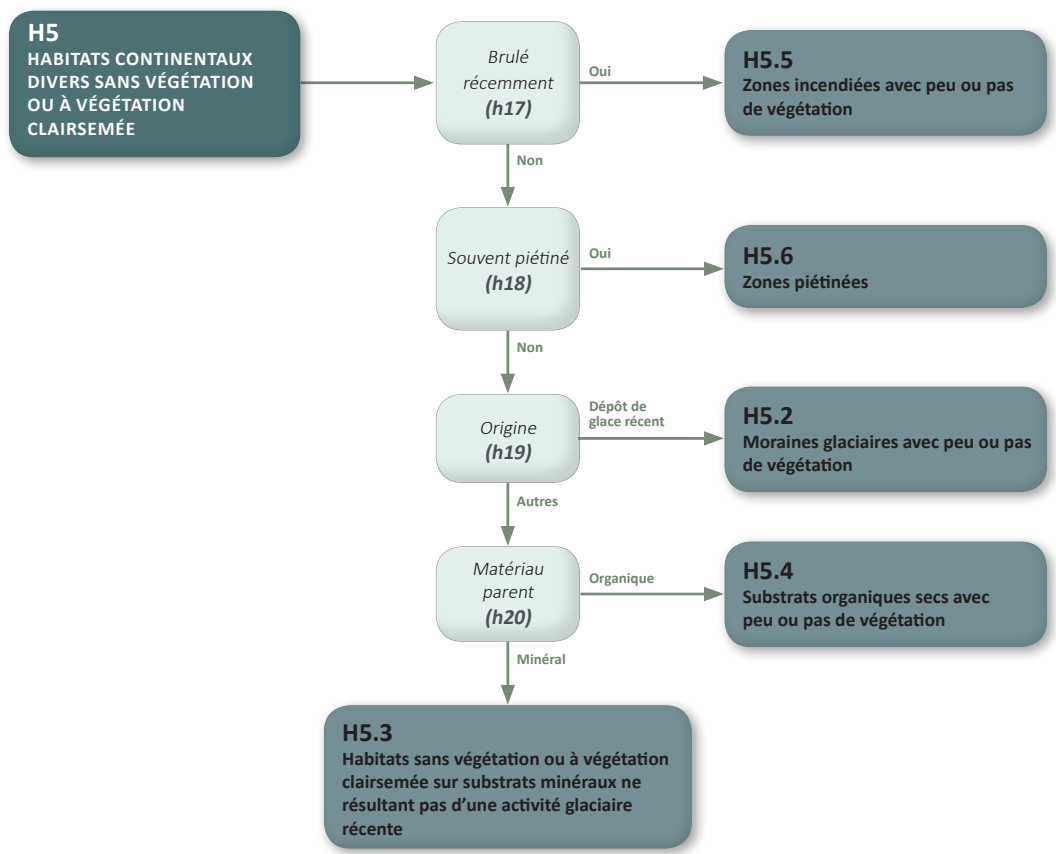 H5
HABITATS CONTINENTAUX
DIVERS SANS VÉGÉTATION
OU À VÉGÉTATION
CLAIRSEMÉE
Brulé
récemment
(h17)
Oui
H5.5
Zones incendiées avec peu ou pas
de végétation
Non
Souvent piétiné
(h18)
Oui
H5.6
Zones piétinées
Non
Origine
(h19)
Dépôt de
glace récent
H5.2
Moraines glaciaires avec peu ou pas
de végétation
Autres
Matériau
parent
(h20)
Organique
H5.4
Substrats organiques secs avec
peu ou pas de végétation
Minéral
H5.3
Habitats sans végétation ou à végétation
clairsemée sur substrats minéraux ne
résultant pas d’une activité glaciaire
récente